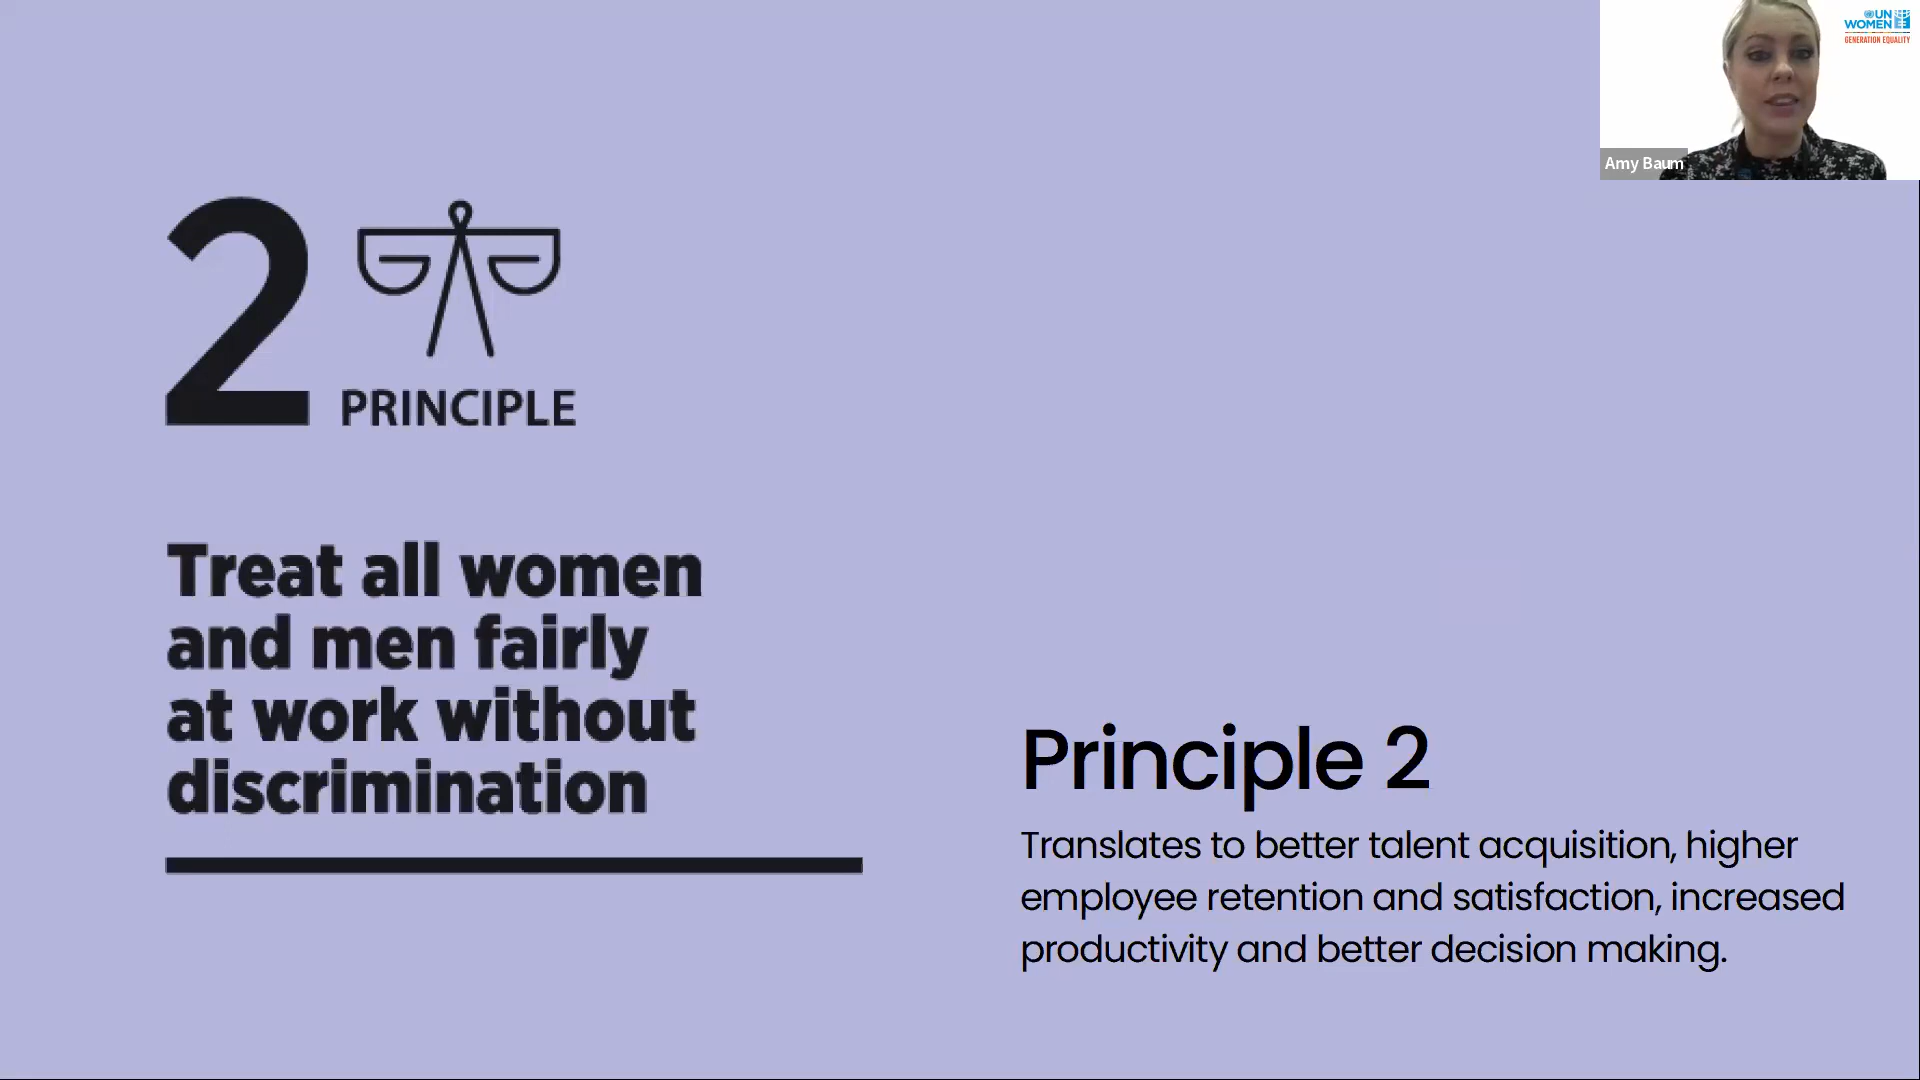 2
PRINCIPLE
Treat all women
and men fairly
at work without
discrimination
Principle 2
Translates to better talent acquisition, higher
employee retention and satisfaction, increased
productivity and better decision making.
Amy Baum
UN
WOMEN
GENERATION EQUALITY